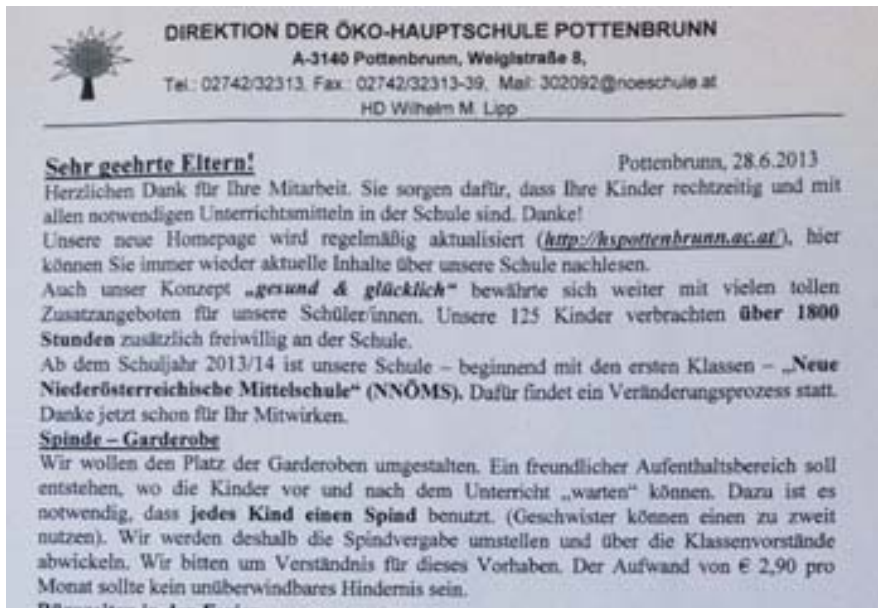 DIREKTION DER ÖKO-HAUPTSCHULE POTTENBRUNN
A-3140 Pottenbrunn, Weiglstraße 8,
Tel.: 02742/32313, Fax.: 02742/32313-39, Mail: 302092@noeschule.at
HD Wilhelm M. Lipp
Sehr geehrte Eltern! Pottenbrunn, 28.6.2013
Herzlichen Dank für Ihre Mitarbeit. Sie sorgen dafür, dass Ihre Kinder rechtzeitig und mit
allen notwendigen Unterrichtsmitteln in der Schule sind. Danke!
Unsere neue Homepage wird regelmäßig aktualisiert (http://hspottenbrunn.ac.at/), hier
können Sie immer wieder aktuelle Inhalte über unsere Schule nachlesen.
Auch unser Konzept „gesund & glücklich“ bewährte sich weiter mit vielen tollen
Zusatzangeboten für unsere Schüler/innen. Unsere 125 Kinder verbrachten über 1800
Stunden zusätzlich freiwillig an der Schule.
Ab dem Schuljahr 2013/14 ist unsere Schule – beginnend mit den ersten Klassen – „Neue
Niederösterreichische Mittelschule“ (NNÖMS). Dafür findet ein Veränderungsprozess statt.
Danke jetzt schon für Ihr Mitwirken.
Spinde – Garderobe
Wir wollen den Platz der Garderoben umgestalten. Ein freundlicher Aufenthaltsbereich soll
entstehen, wo die Kinder vor und nach dem Unterricht „warten“ können. Dazu ist es
notwendig, dass jedes Kind einen Spind benutzt. (Geschwister können einen zu zweit
nutzen). Wir werden deshalb die Spindvergabe umstellen und über die Klassenvorstände
abwickeln. Wir bitten um Verständnis für dieses Vorhaben. Der Aufwand von € 2,90 pro
Monat sollte kein unüberwindbares Hindernis sein.